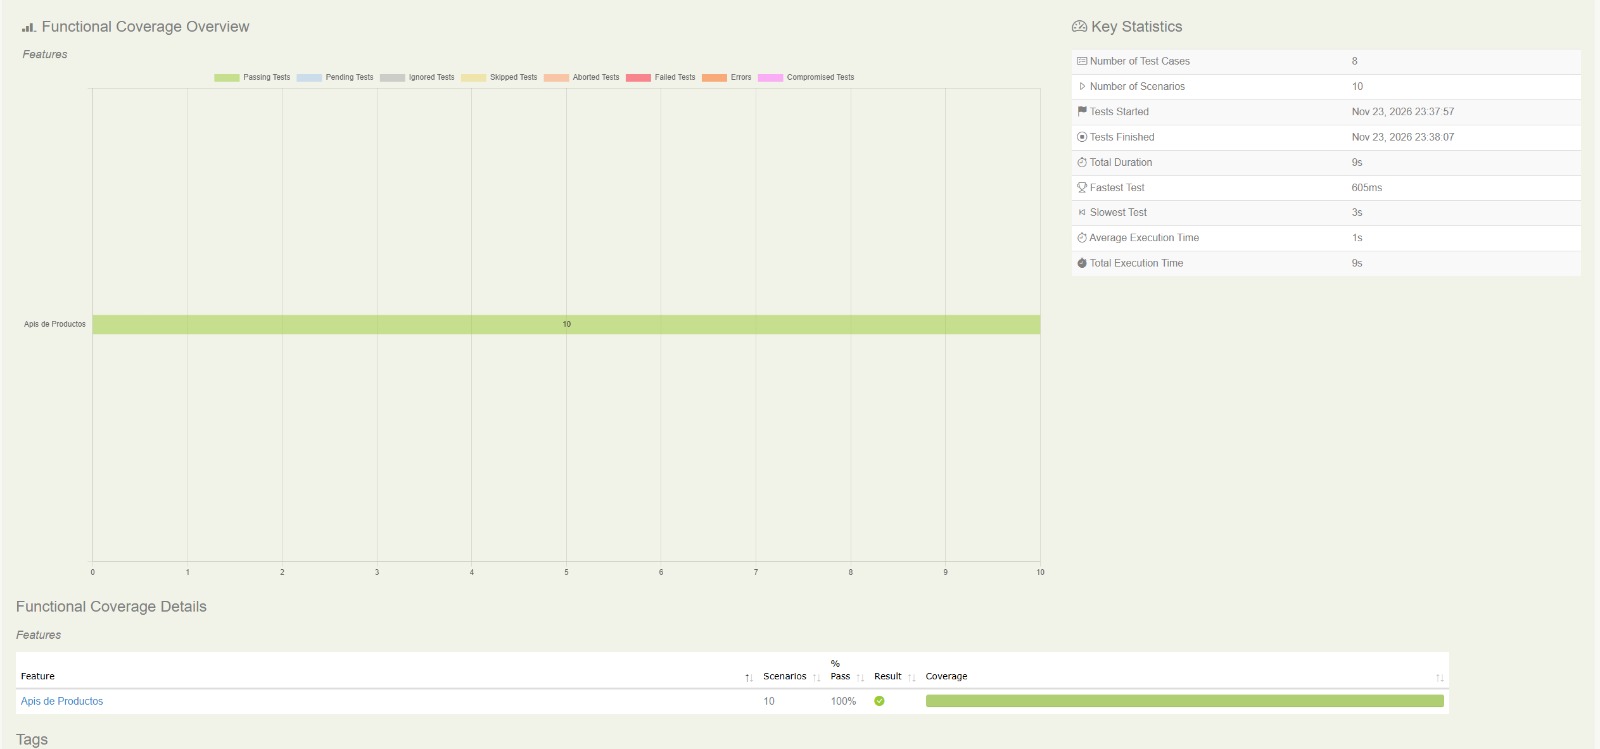 Functional Coverage Overview
Features
Passing Tests Pending Tests Ignored Tests Skipped Tests Aborted Tests Failed Tests Errors Compromised Tests
Apis de Productos 10
0 1 2 3 4 5 6 7 8 9 10
Key Statistics
Number of Test Cases 8
Number of Scenarios 10
Tests Started Nov 23, 2026 23:37:57
Tests Finished Nov 23, 2026 23:38:07
Total Duration 9s
Fastest Test 605ms
Slowest Test 3s
Average Execution Time 1s
Total Execution Time 9s
Functional Coverage Details
Features
Feature Scenarios % Pass Result Coverage
Apis de Productos 10 100%
Tags